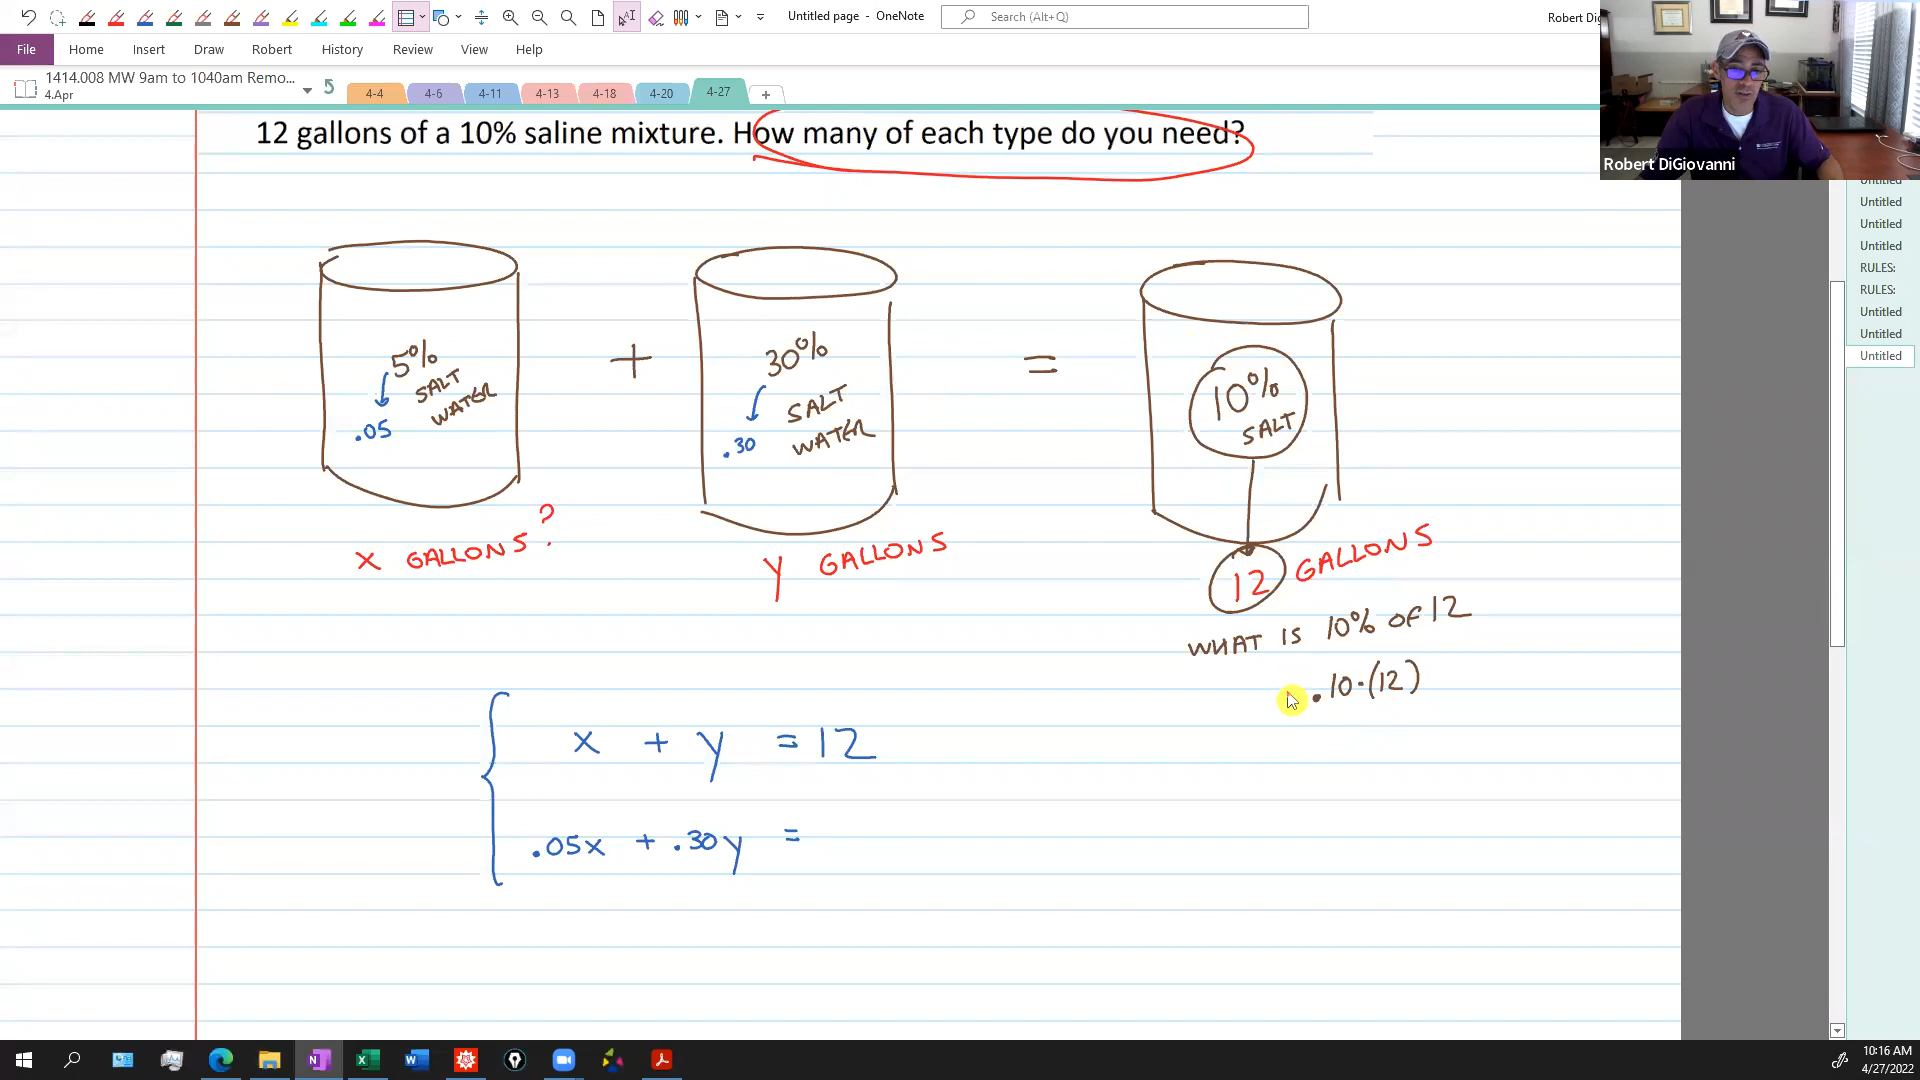 Untitled page - OneNote
Search (Alt+Q)
Robert Di
File Home Insert Draw Robert History Review View Help
1414.008 MW 9am to 1040am Remo...
4.Apr
4-4 4-6 4-11 4-13 4-18 4-20 4-27
Robert DiGiovanni
12 gallons of a 10% saline mixture. How many of each type do you need?
5%
SALT
WATER
.05
+
30%
SALT
WATER
.30
=
10%
SALT
X GALLONS?
y GALLONS
12 GALLONS
WHAT IS 10% OF 12
.10·(12)
x + y = 12
.05x + .30y =
Untitled
Untitled
Untitled
Untitled
RULES:
RULES:
Untitled
Untitled
Untitled
10:16 AM
4/27/2022